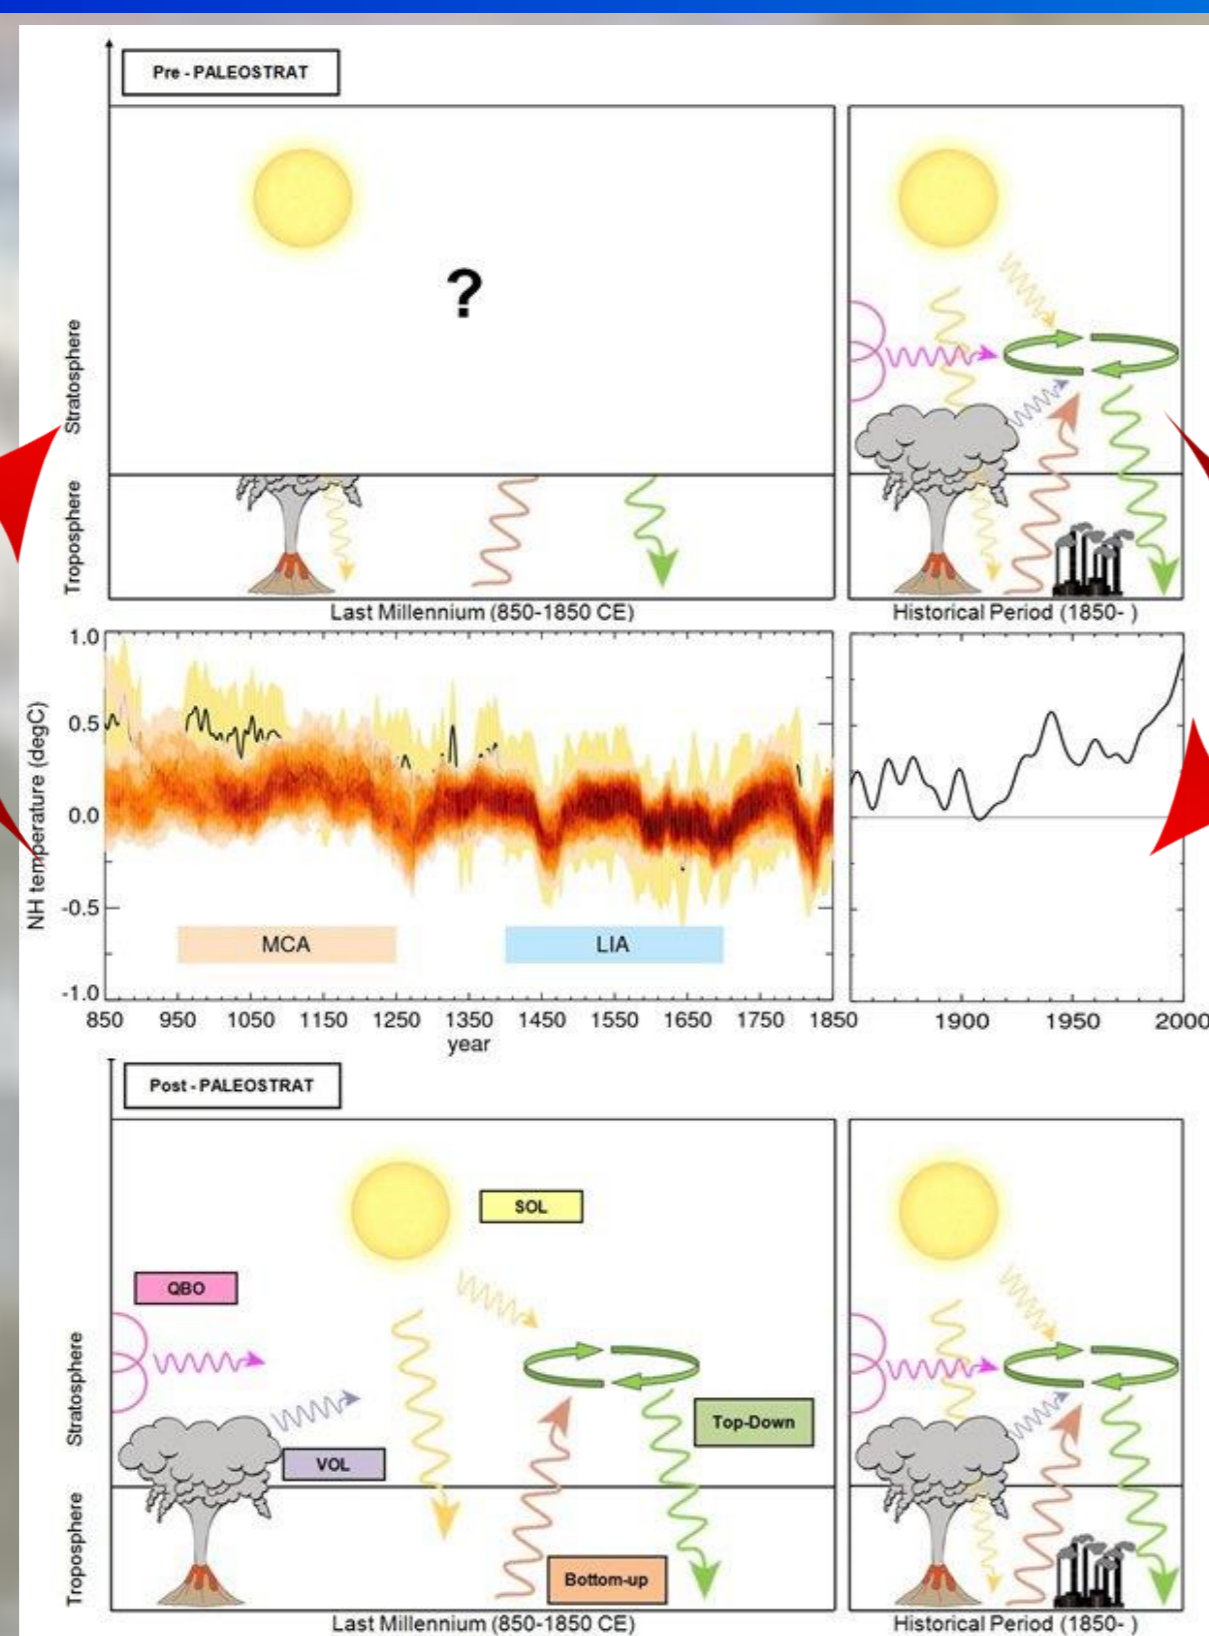 Pre - PALEOSTRAT
?
Stratosphere
Troposphere
Last Millennium (850-1850 CE)
Historical Period (1850- )
NH temperature (degC)
1.0
0.5
0.0
-0.5
-1.0
MCA
LIA
850 950 1050 1150 1250 1350 1450 1550 1650 1750 1850
year
1900 1950 2000
Post - PALEOSTRAT
SOL
QBO
Stratosphere
Top-Down
VOL
Troposphere
Bottom-up
Last Millennium (850-1850 CE)
Historical Period (1850- )